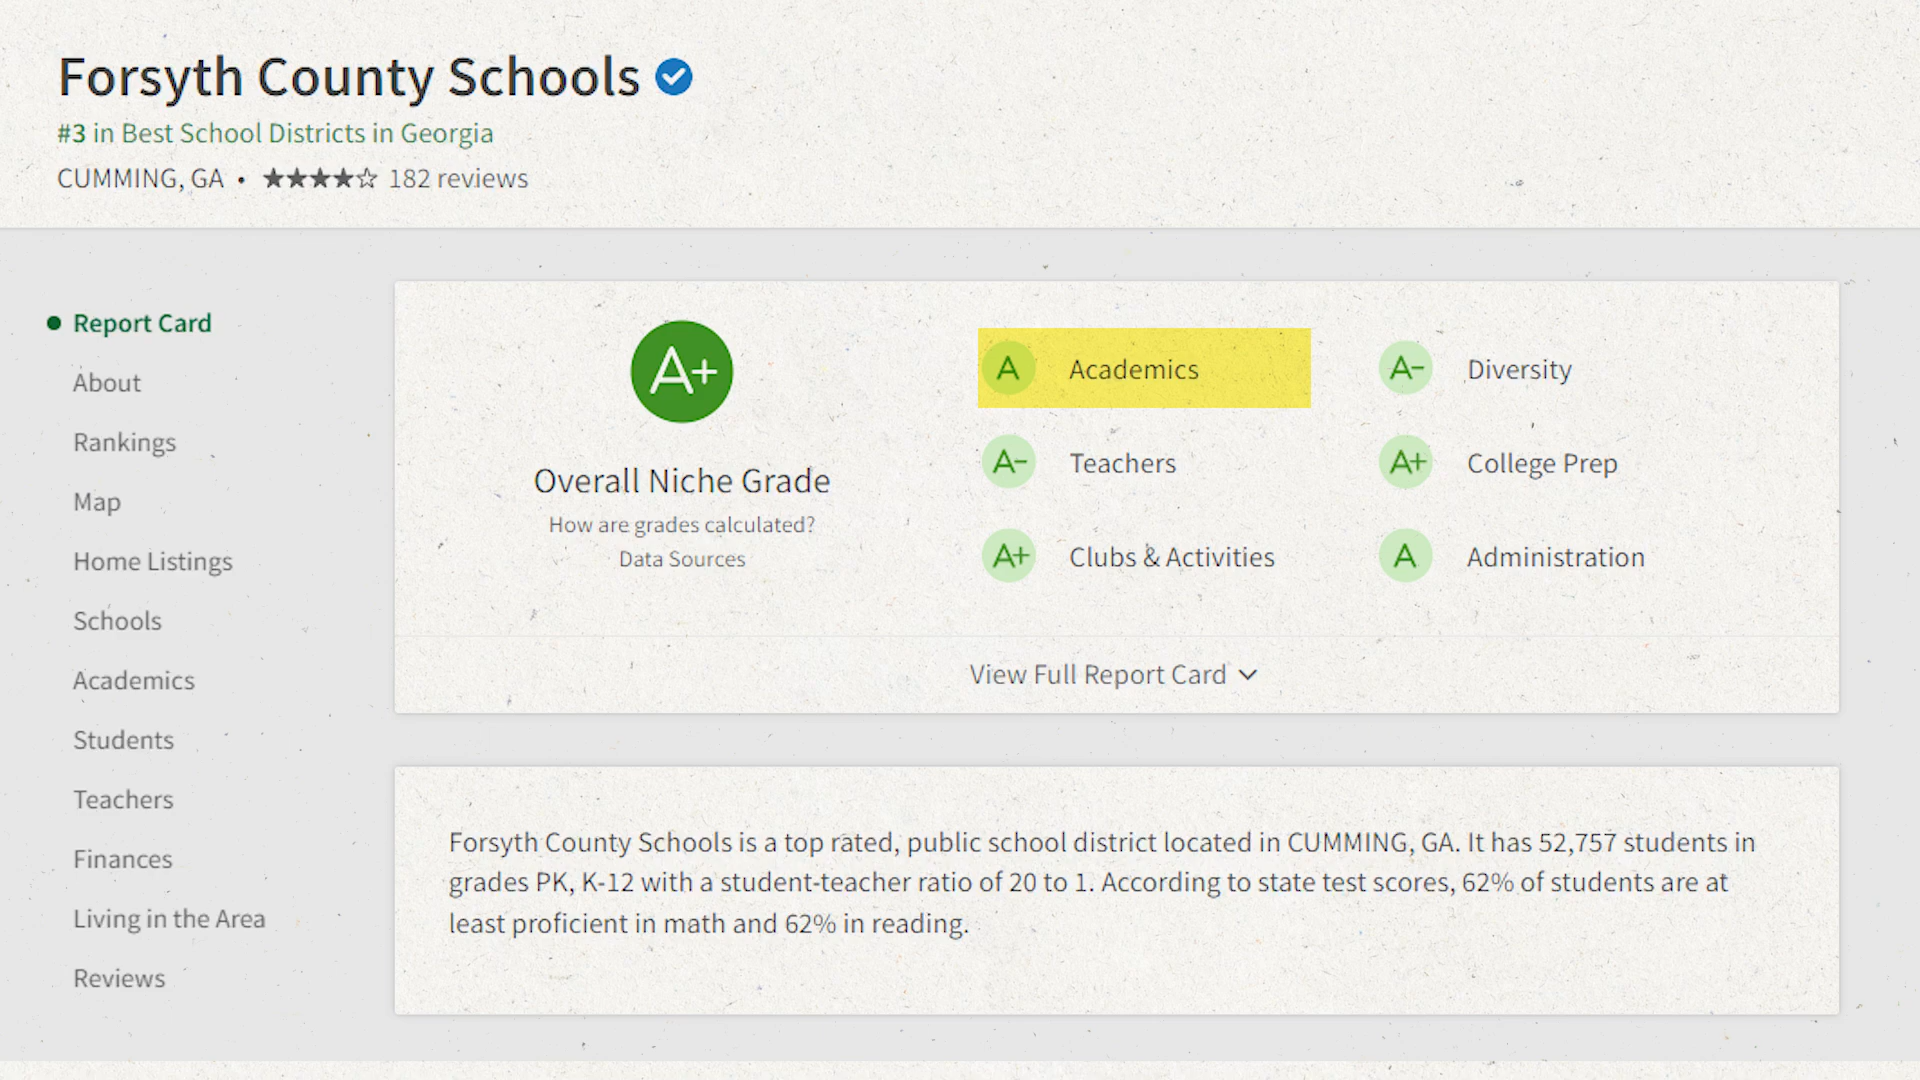 Forsyth County Schools
#3 in Best School Districts in Georgia
CUMMING, GA • ★★★★☆ 182 reviews
Report Card
About
Rankings
Map
Home Listings
Schools
Academics
Students
Teachers
Finances
Living in the Area
Reviews
A+
Overall Niche Grade
How are grades calculated?
Data Sources
A Academics
A- Diversity
A- Teachers
A+ College Prep
A+ Clubs & Activities
A Administration
View Full Report Card
Forsyth County Schools is a top rated, public school district located in CUMMING, GA. It has 52,757 students in
grades PK, K-12 with a student-teacher ratio of 20 to 1. According to state test scores, 62% of students are at
least proficient in math and 62% in reading.